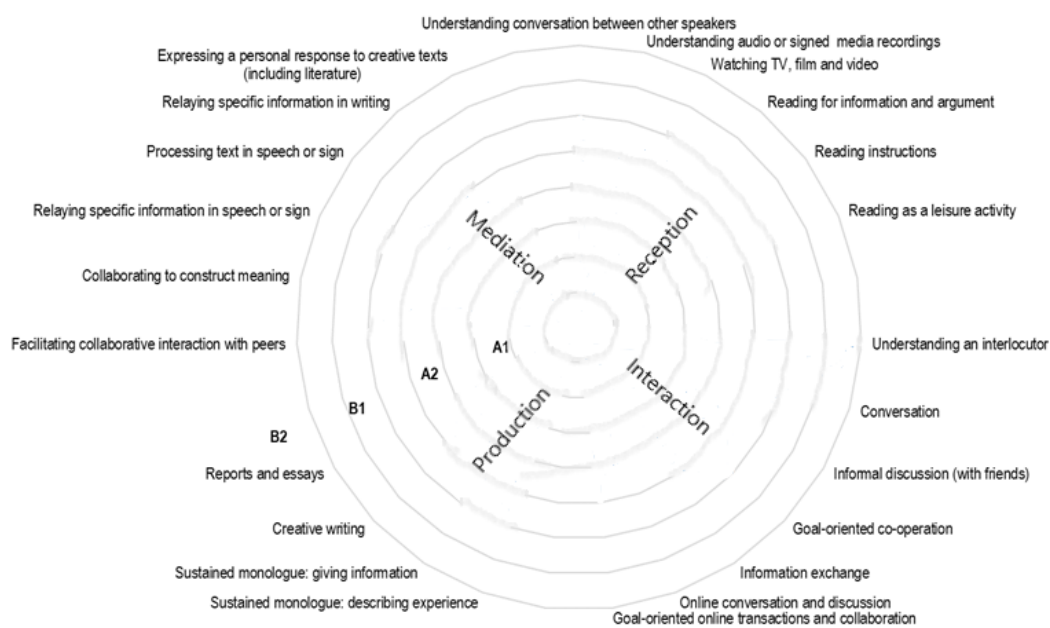 Understanding conversation between other speakers
Understanding audio or signed media recordings
Watching TV, film and video
Reading for information and argument
Reading instructions
Reading as a leisure activity
Understanding an interlocutor
Conversation
Informal discussion (with friends)
Goal-oriented co-operation
Information exchange
Online conversation and discussion
Goal-oriented online transactions and collaboration
Sustained monologue: describing experience
Sustained monologue: giving information
Creative writing
Reports and essays
Facilitating collaborative interaction with peers
Collaborating to construct meaning
Relaying specific information in speech or sign
Processing text in speech or sign
Relaying specific information in writing
Expressing a personal response to creative texts
(including literature)
Mediation
Reception
Interaction
Production
A1
A2
B1
B2